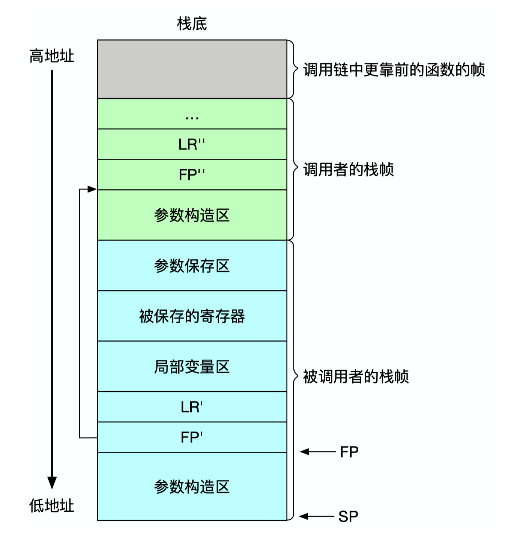 栈底
高地址
调用链中更靠前的函数的帧
...
LR''
FP''
调用者的栈帧
参数构造区
参数保存区
被保存的寄存器
局部变量区
被调用者的栈帧
LR'
FP'
FP
参数构造区
低地址
SP